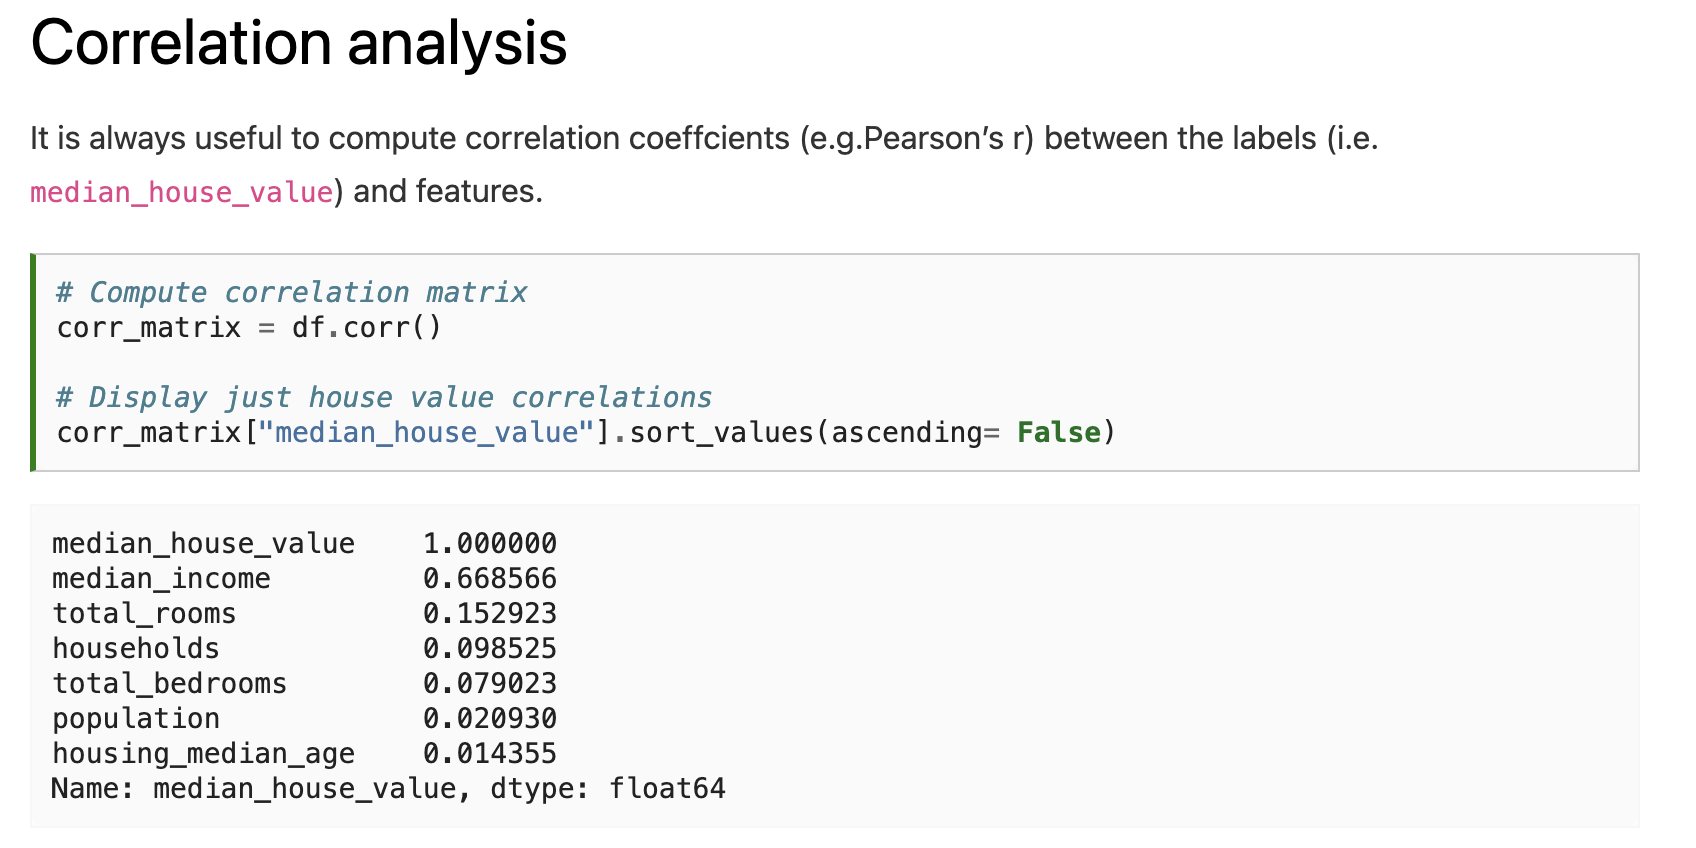 Correlation analysis
It is always useful to compute correlation coeffcients (e.g.Pearson’s r) between the labels (i.e.
median_house_value) and features.
# Compute correlation matrix
corr_matrix = df.corr()
# Display just house value correlations
corr_matrix["median_house_value"].sort_values(ascending= False)
median_house_value    1.000000
median_income         0.668566
total_rooms           0.152923
households            0.098525
total_bedrooms        0.079023
population            0.020930
housing_median_age    0.014355
Name: median_house_value, dtype: float64